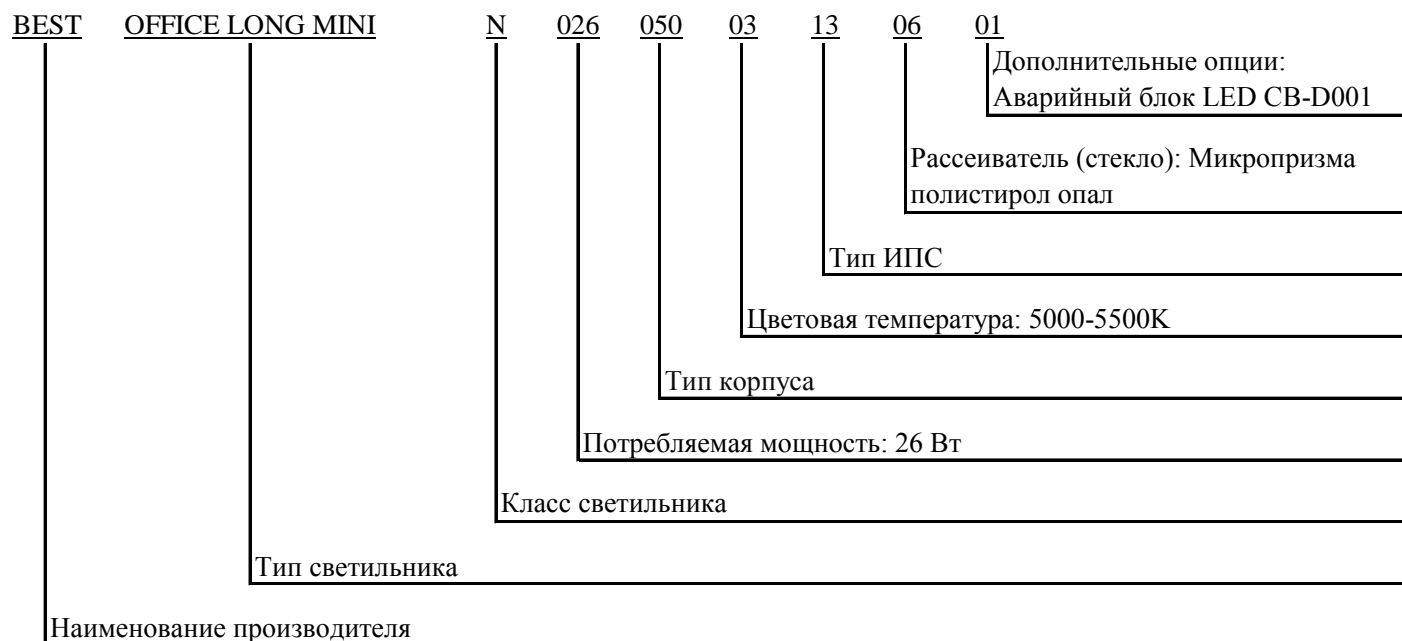 BEST OFFICE LONG MINI N 026 050 03 13 06 01
Дополнительные опции:
Аварийный блок LED CB-D001
Рассеиватель (стекло): Микропризма
полистирол опал
Тип ИПС
Цветовая температура: 5000-5500K
Тип корпуса
Потребляемая мощность: 26 Вт
Класс светильника
Тип светильника
Наименование производителя